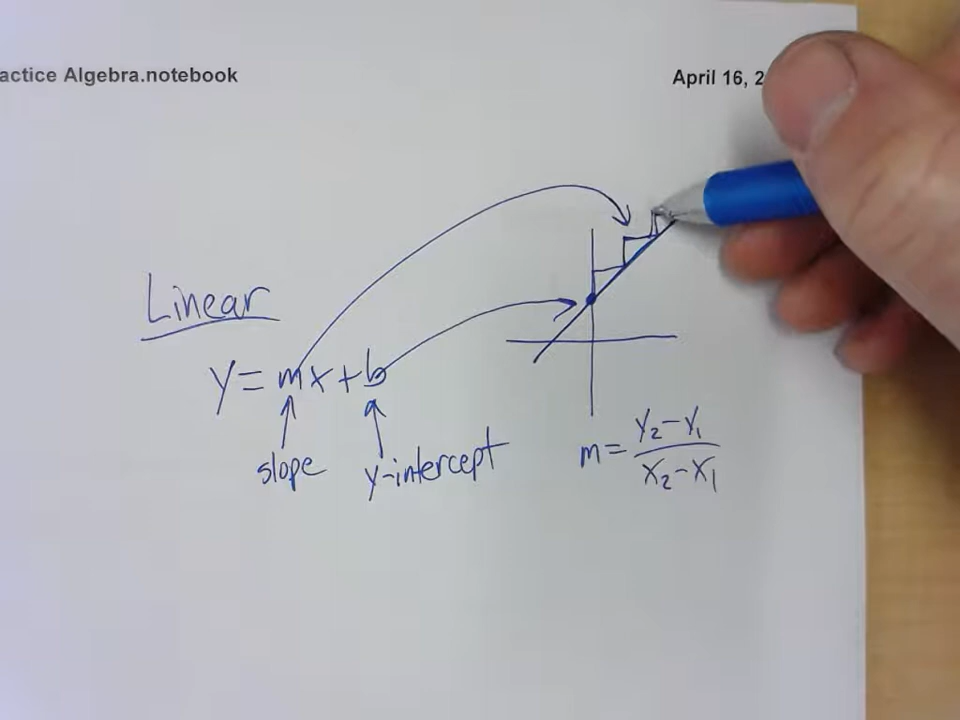 actice Algebra.notebook
April 16, 2
Linear
y=mx+b
slope
y-intercept
m= y₂-y₁
x₂-x₁